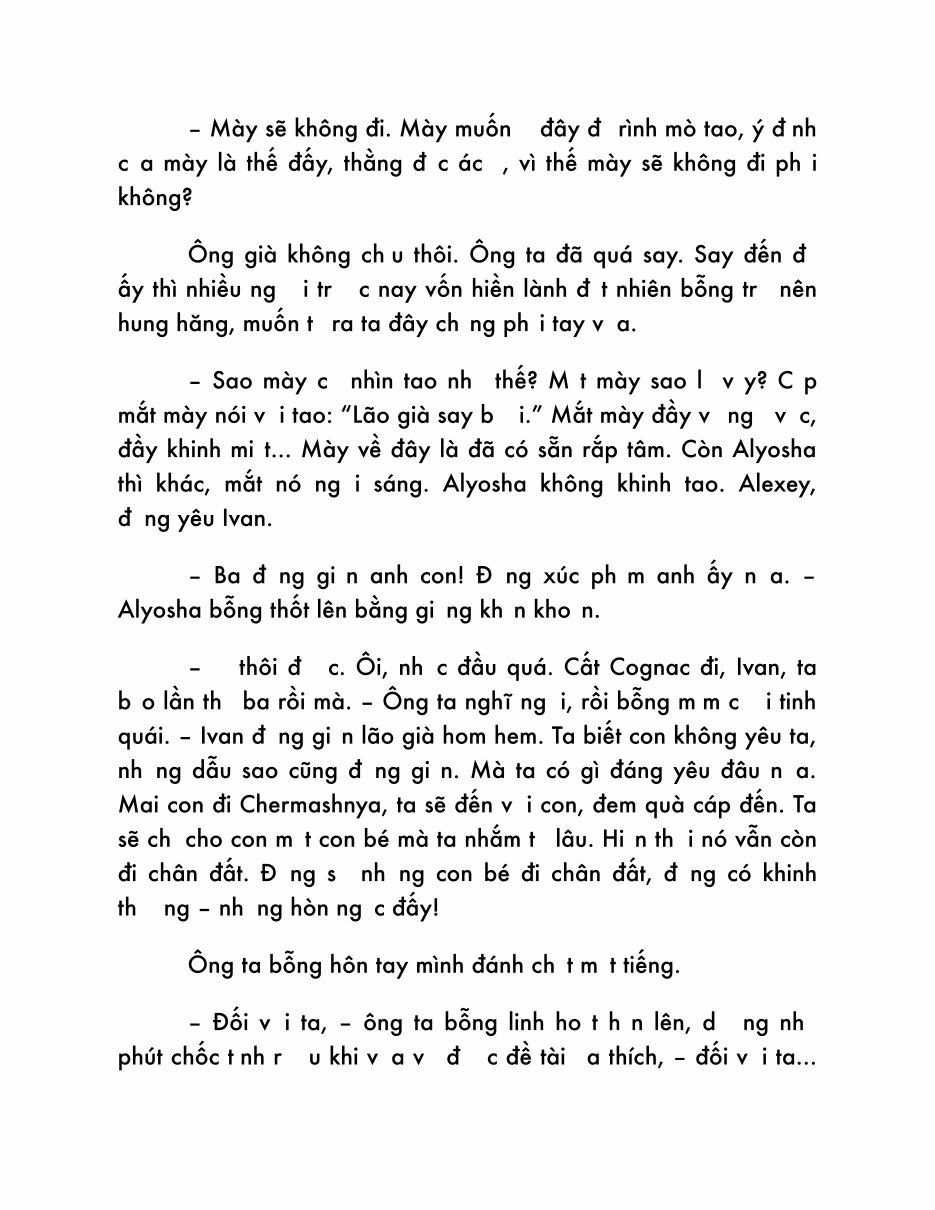 – Mày sẽ không đi. Mày muốn đây đ rình mò tao, ý đ nh
c a mày là thế đấy, thằng đ c ác , vì thế mày sẽ không đi ph i
không?
Ông già không ch u thôi. Ông ta đã quá say. Say đến đ
ấy thì nhiều ng i tr c nay vốn hiền lành đ t nhiên bỗng tr nên
hung hăng, muốn t ra ta đây ch ng ph i tay v a.
– Sao mày c nhìn tao nh thế? M t mày sao l v y? C p
mắt mày nói v i tao: “Lão già say b i.” Mắt mày đầy v ng v c,
đầy khinh mi t... Mày về đây là đã có sẵn rắp tâm. Còn Alyosha
thì khác, mắt nó ng i sáng. Alyosha không khinh tao. Alexey,
đ ng yêu Ivan.
– Ba đ ng gi n anh con! Đ ng xúc ph m anh ấy n a. –
Alyosha bỗng thốt lên bằng gi ng kh n kho n.
– thôi đ c. Ôi, nh c đầu quá. Cất Cognac đi, Ivan, ta
b o lần th ba rồi mà. – Ông ta nghĩ ng i, rồi bỗng m m c i tinh
quái. – Ivan đ ng gi n lão già hom hem. Ta biết con không yêu ta,
nh ng dẫu sao cũng đ ng gi n. Mà ta có gì đáng yêu đâu n a.
Mai con đi Chermashnya, ta sẽ đến v i con, đem quà cáp đến. Ta
sẽ ch cho con m t con bé mà ta nhắm t lâu. Hi n th i nó vẫn còn
đi chân đất. Đ ng s nh ng con bé đi chân đất, đ ng có khinh
th ng – nh ng hòn ng c đấy!
Ông ta bỗng hôn tay mình đánh ch t m t tiếng.
– Đối v i ta, – ông ta bỗng linh ho t h n lên, d ng nh
phút chốc t nh r u khi v a v đ c đề tài a thích, – đối v i ta...